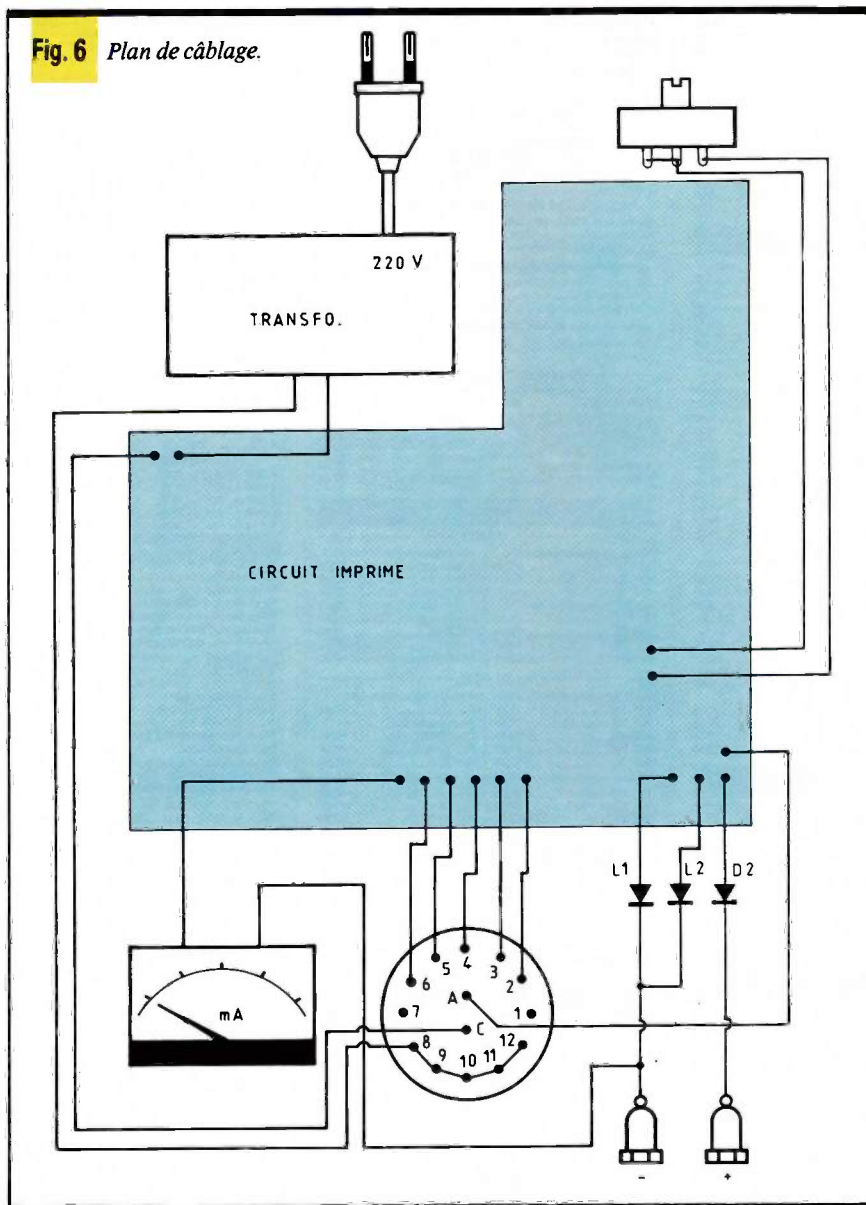 Fig. 6 Plan de câblage.
220 V
TRANSFO.
CIRCUIT IMPRIME
L1
L2
D2
mA
6
5
4
3
2
A
7
1
C
8
9
10
11
12
-
+